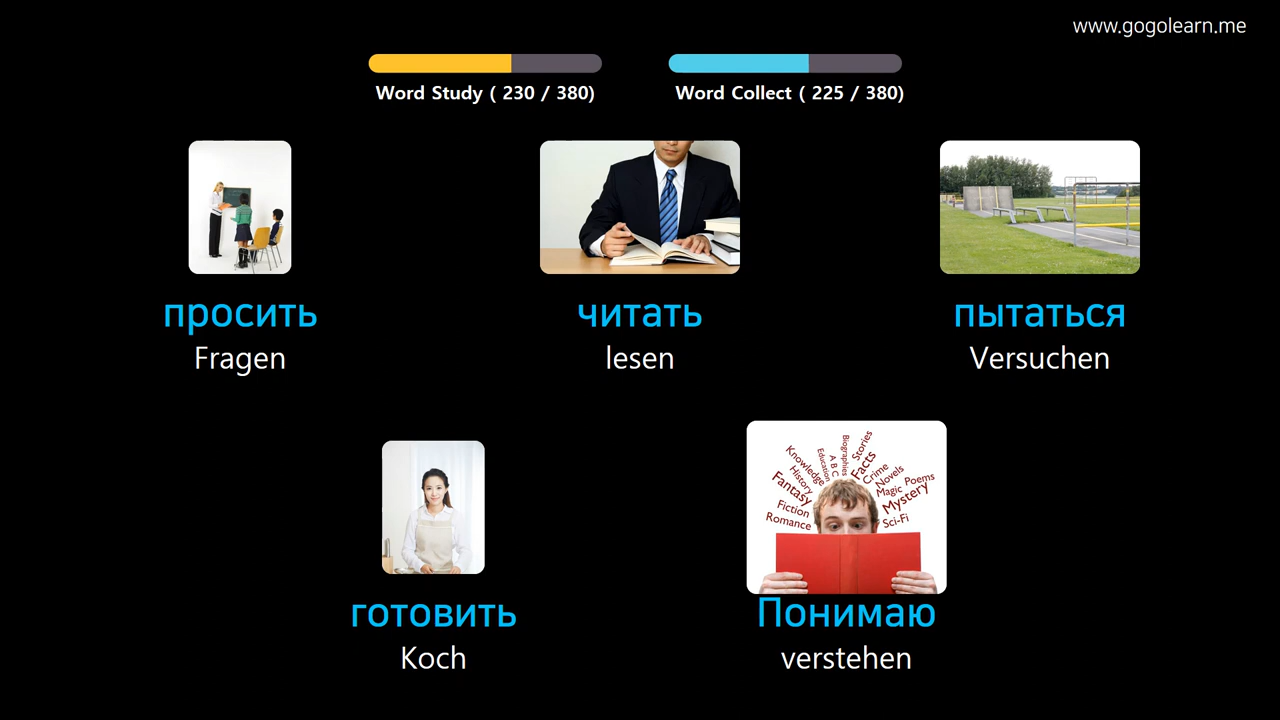 www.gogolearn.me
Word Study ( 230 / 380)
Word Collect ( 225 / 380)
просить
Fragen
читать
lesen
пытаться
Versuchen
готовить
Koch
Stories
Biographies
Facts
A B C
Education
Knowledge
Crime
Novels
History
Magic
Poems
Fantasy
Mystery
Fiction
Sci-Fi
Romance
Понимаю
verstehen